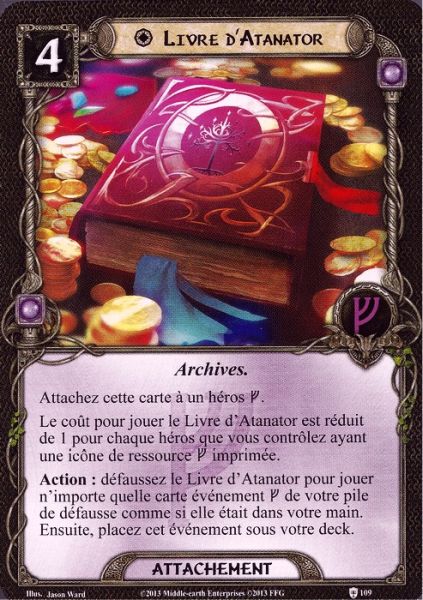 4
Livre d'Atanator
Archives.
Attachez cette carte à un héros ᚠ.
Le coût pour jouer le Livre d'Atanator est réduit
de 1 pour chaque héros que vous contrôlez ayant
une icône de ressource ᚠ imprimée.
Action : défaussez le Livre d'Atanator pour jouer
n'importe quelle carte événement ᚠ de votre pile
de défausse comme si elle était dans votre main.
Ensuite, placez cet événement sous votre deck.
ATTACHEMENT
Illus. Jason Ward ©2013 Middle-earth Enterprises ©2013 FFG 109